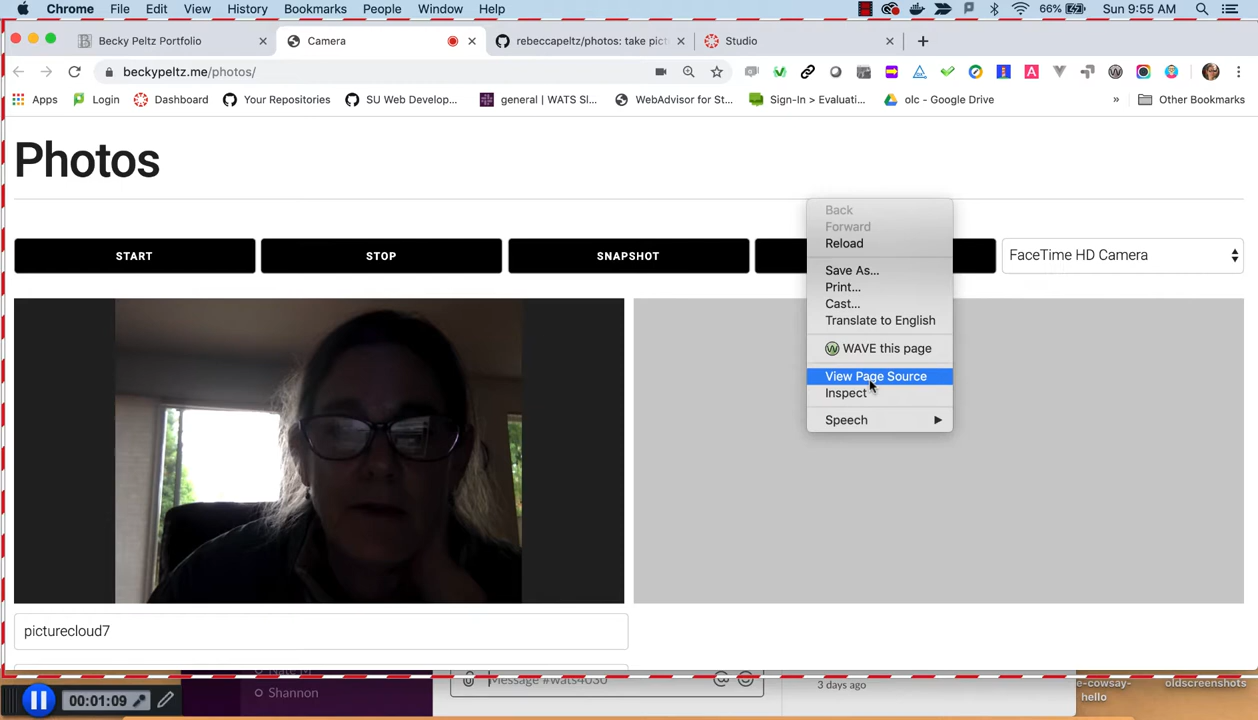 Chrome File Edit View History Bookmarks People Window Help 66% Sun 9:55 AM
Becky Peltz Portfolio Camera rebeccapeltz/photos: take pict Studio
beckypeltz.me/photos/
Apps Login Dashboard Your Repositories SU Web Develop... general | WATS Sl... WebAdvisor for St... Sign-In > Evaluati... olc - Google Drive » Other Bookmarks
Photos
START STOP SNAPSHOT FaceTime HD Camera
Back
Forward
Reload
Save As...
Print...
Cast...
Translate to English
WAVE this page
View Page Source
Inspect
Speech
picturecloud7
Message #wats4030
Shannon
3 days ago
e-cowsay-
hello
oldscreenshots
00:01:09